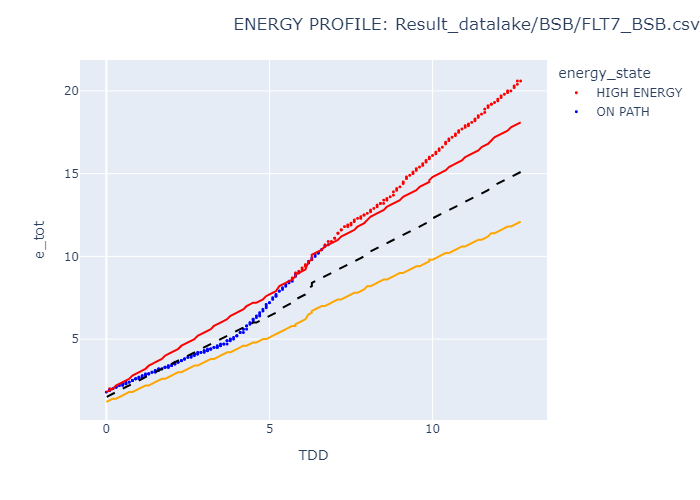 ENERGY PROFILE: Result_datalake/BSB/FLT7_BSB.csv
energy_state
HIGH ENERGY
ON PATH
e_tot
20
15
10
5
0
5
10
TDD